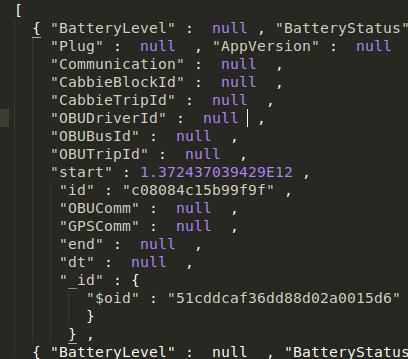 [
{ "BatteryLevel" : null , "BatteryStatus"
"Plug" : null , "AppVersion" : null
"Communication" : null ,
"CabbieBlockId" : null ,
"CabbieTripId" : null ,
"OBUDriverId" : null ,
"OBUBusId" : null ,
"OBUTripId" : null ,
"start" : 1.372437039429E12 ,
"id" : "c08084c15b99f9f" ,
"OBUComm" : null ,
"GPSComm" : null ,
"end" : null ,
"dt" : null ,
"_id" : {
"$oid" : "51cddcaf36dd88d02a0015d6"
}
} ,
{ "BatteryLevel" : null , "BatteryStatus